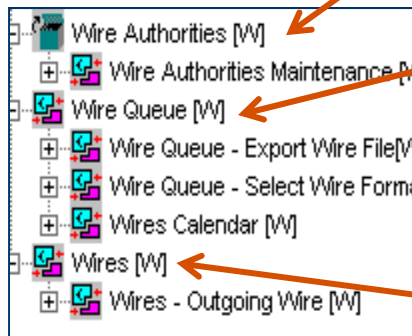 Wire Authorities [W]
Wire Authorities Maintenance [W
Wire Queue [W]
Wire Queue - Export Wire File[W
Wire Queue - Select Wire Forma
Wires Calendar [W]
Wires [W]
Wires - Outgoing Wire [W]